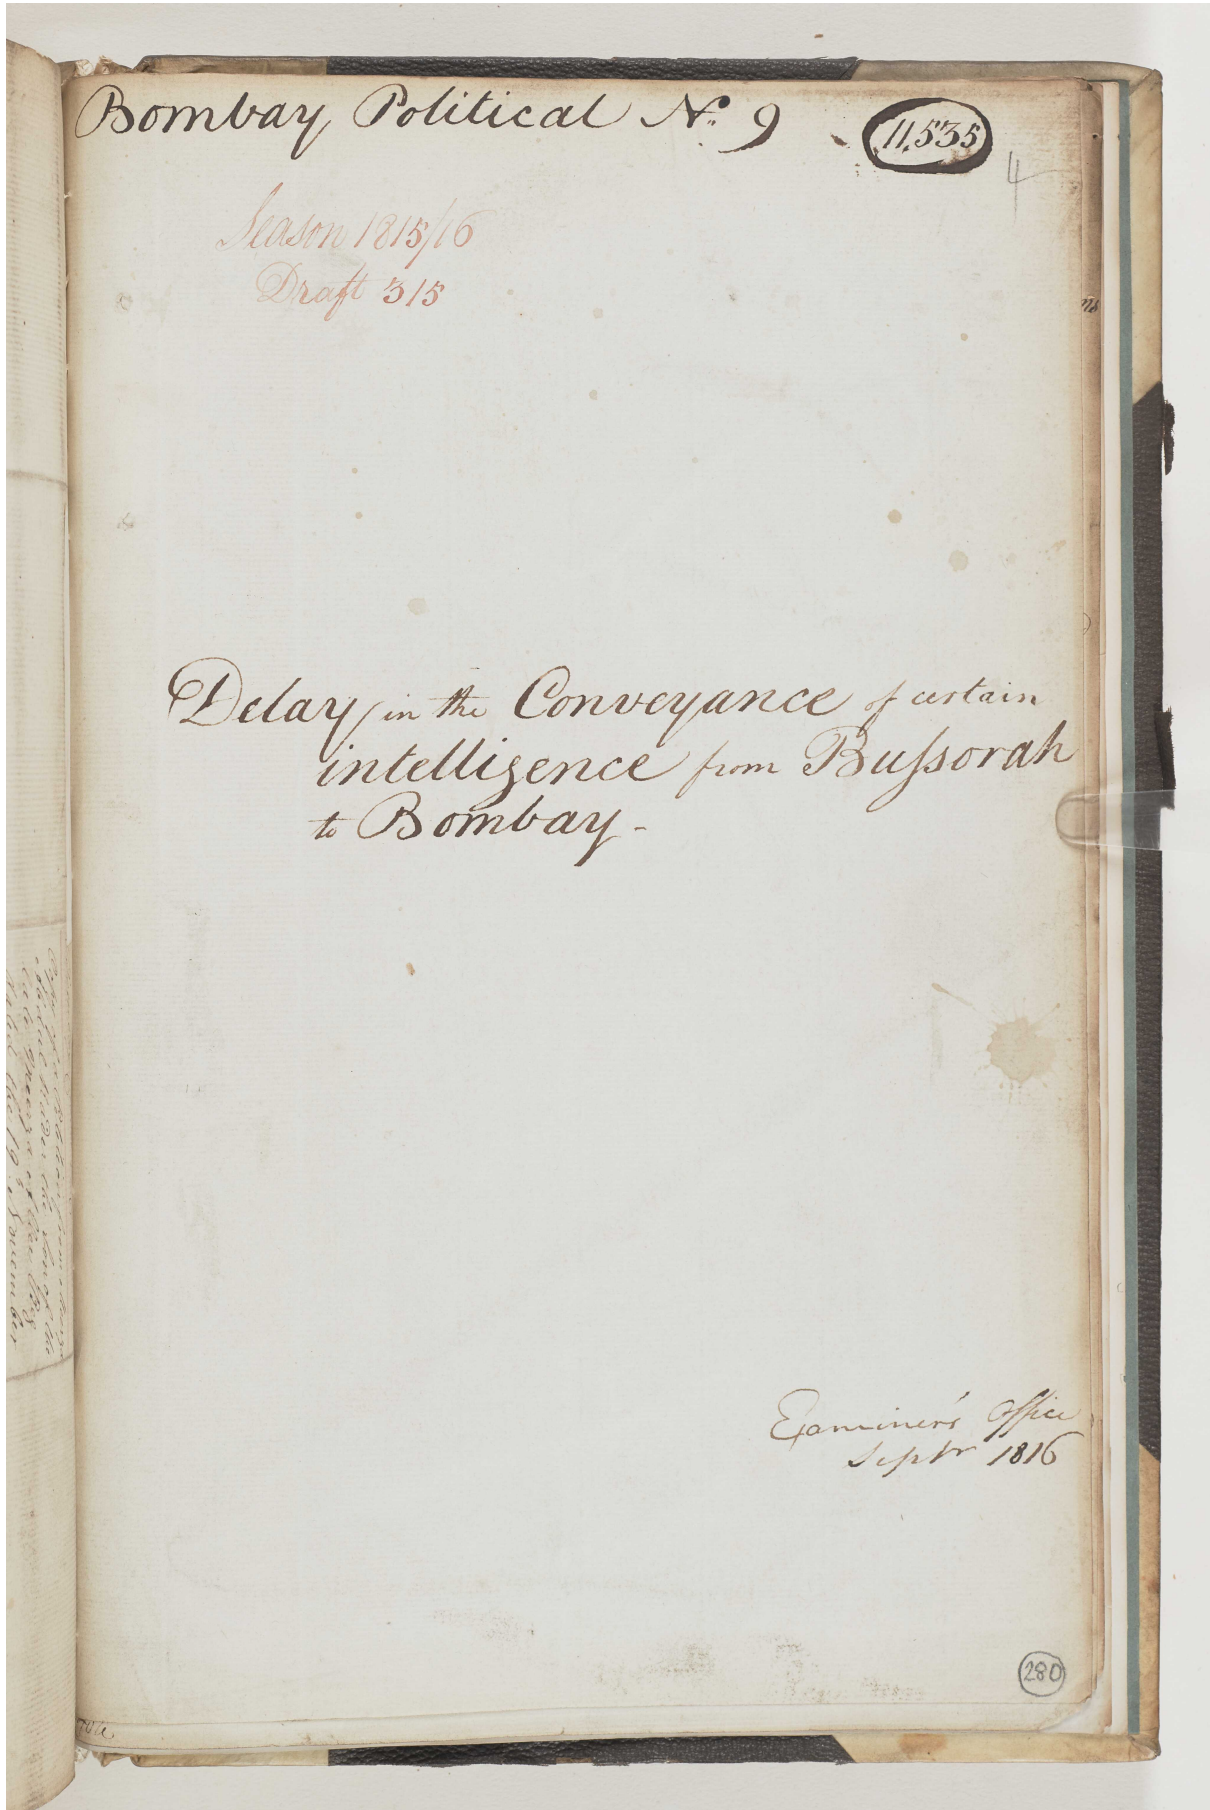 Bombay Political No. 9
11,535
4
Season 1815/16
Draft 315
Delay in the Conveyance of certain
intelligence from Bussorah
to Bombay -
Examiner's Office
Septr 1816
280